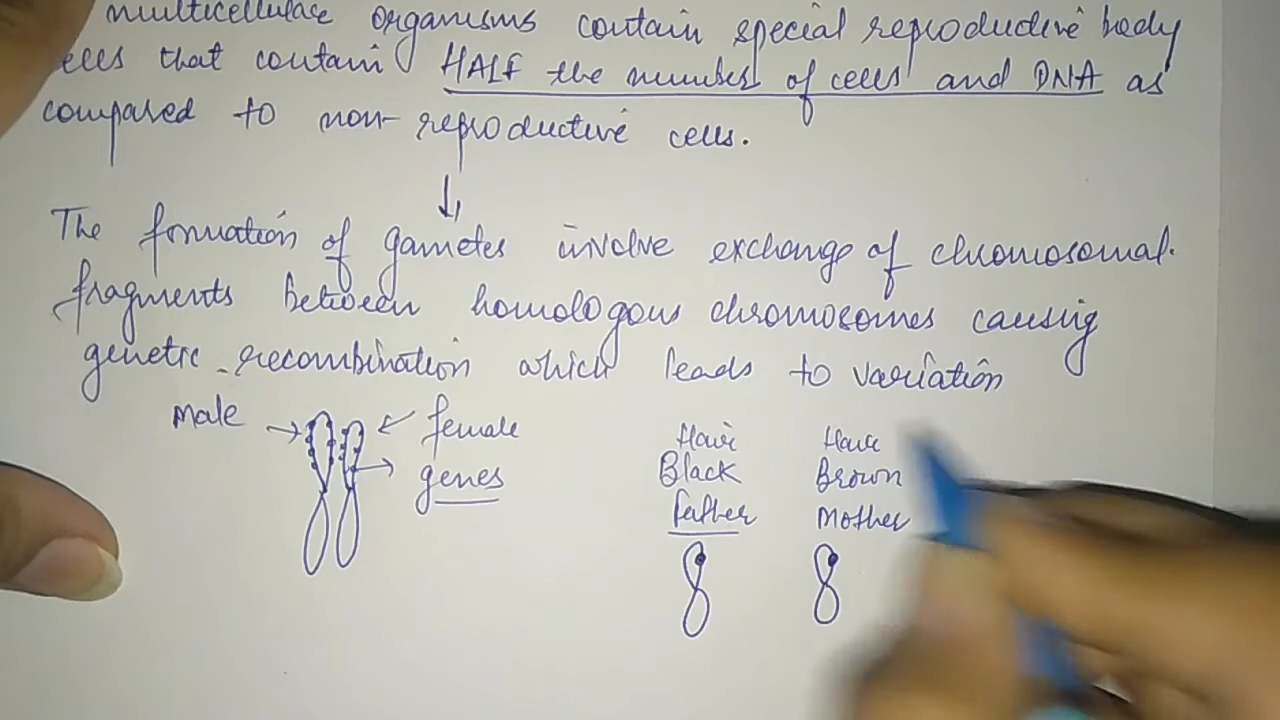 multicellular organisms contain special reproductive body
cells that contain HALF the number of cells and DNA as
compared to non-reproductive cells.
The formation of gametes involve exchange of chromosomal
fragments between homologous chromosomes causing
genetic recombination which leads to variation
Male female
genes
Hair Hair
Black Brown
Father Mother